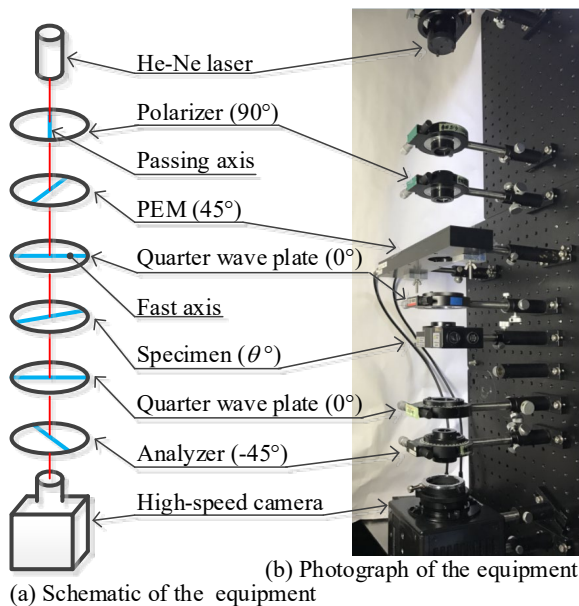 He-Ne laser
Polarizer (90°)
Passing axis
PEM (45°)
Quarter wave plate (0°)
Fast axis
Specimen (θ°)
Quarter wave plate (0°)
Analyzer (-45°)
High-speed camera
(b) Photograph of the equipment
(a) Schematic of the equipment